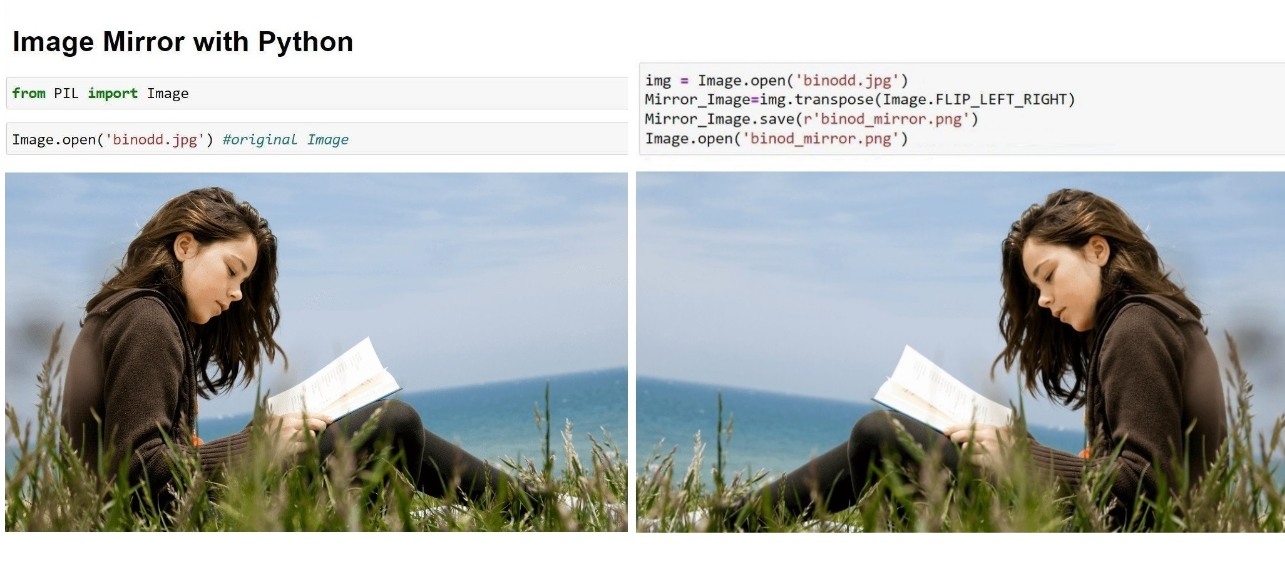 Image Mirror with Python
from PIL import Image
Image.open('binodd.jpg') #original Image
img = Image.open('binodd.jpg')
Mirror_Image=img.transpose(Image.FLIP_LEFT_RIGHT)
Mirror_Image.save(r'binod_mirror.png')
Image.open('binod_mirror.png')